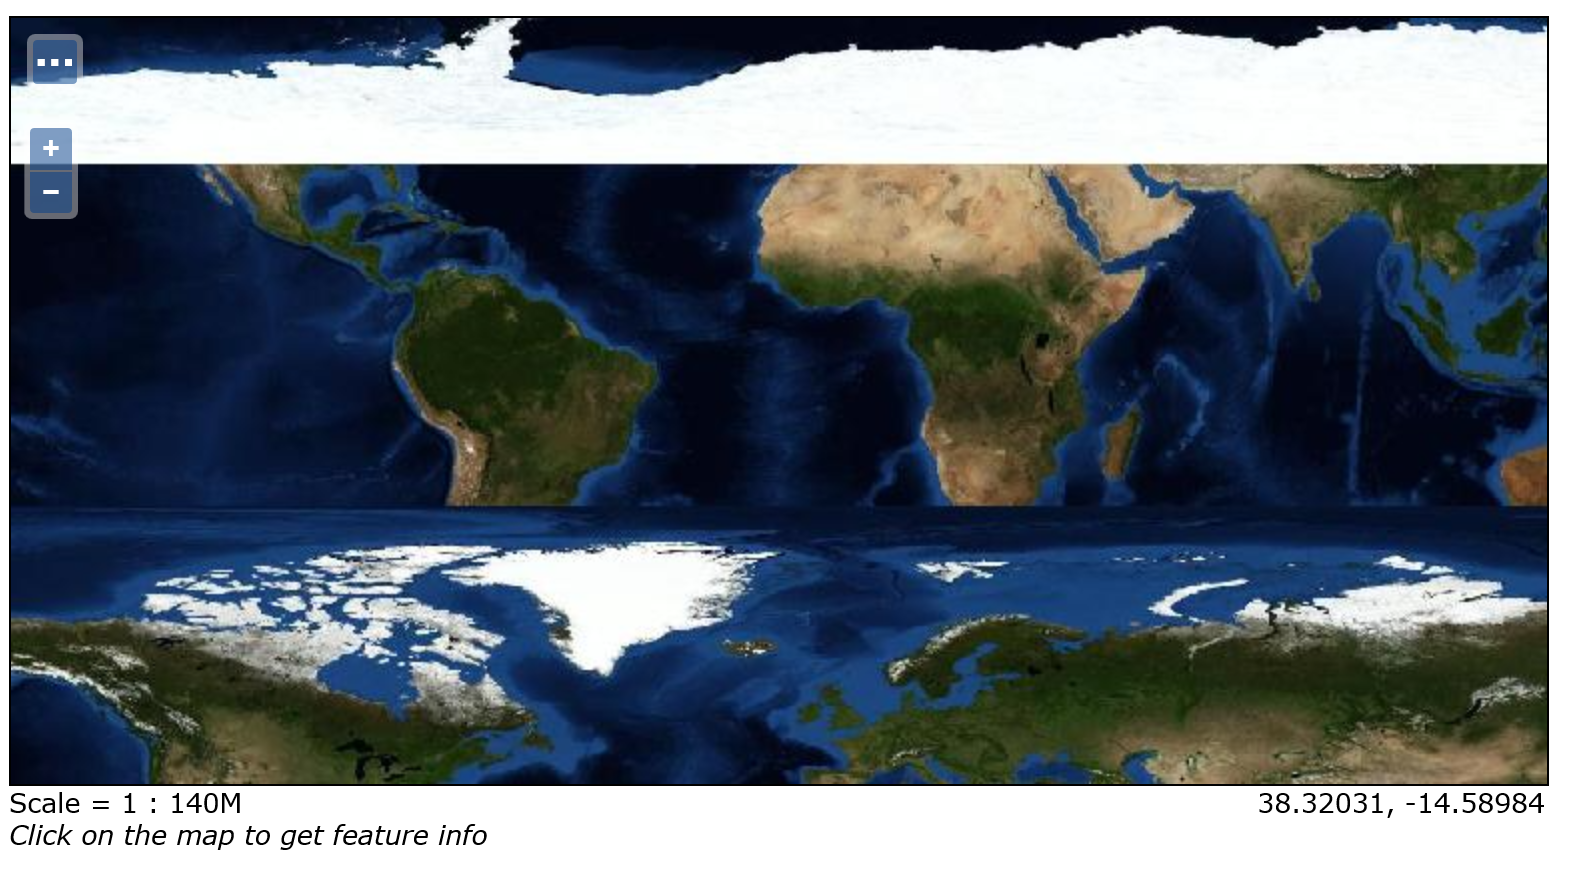 ...
+
−
Scale = 1 : 140M
38.32031, -14.58984
Click on the map to get feature info